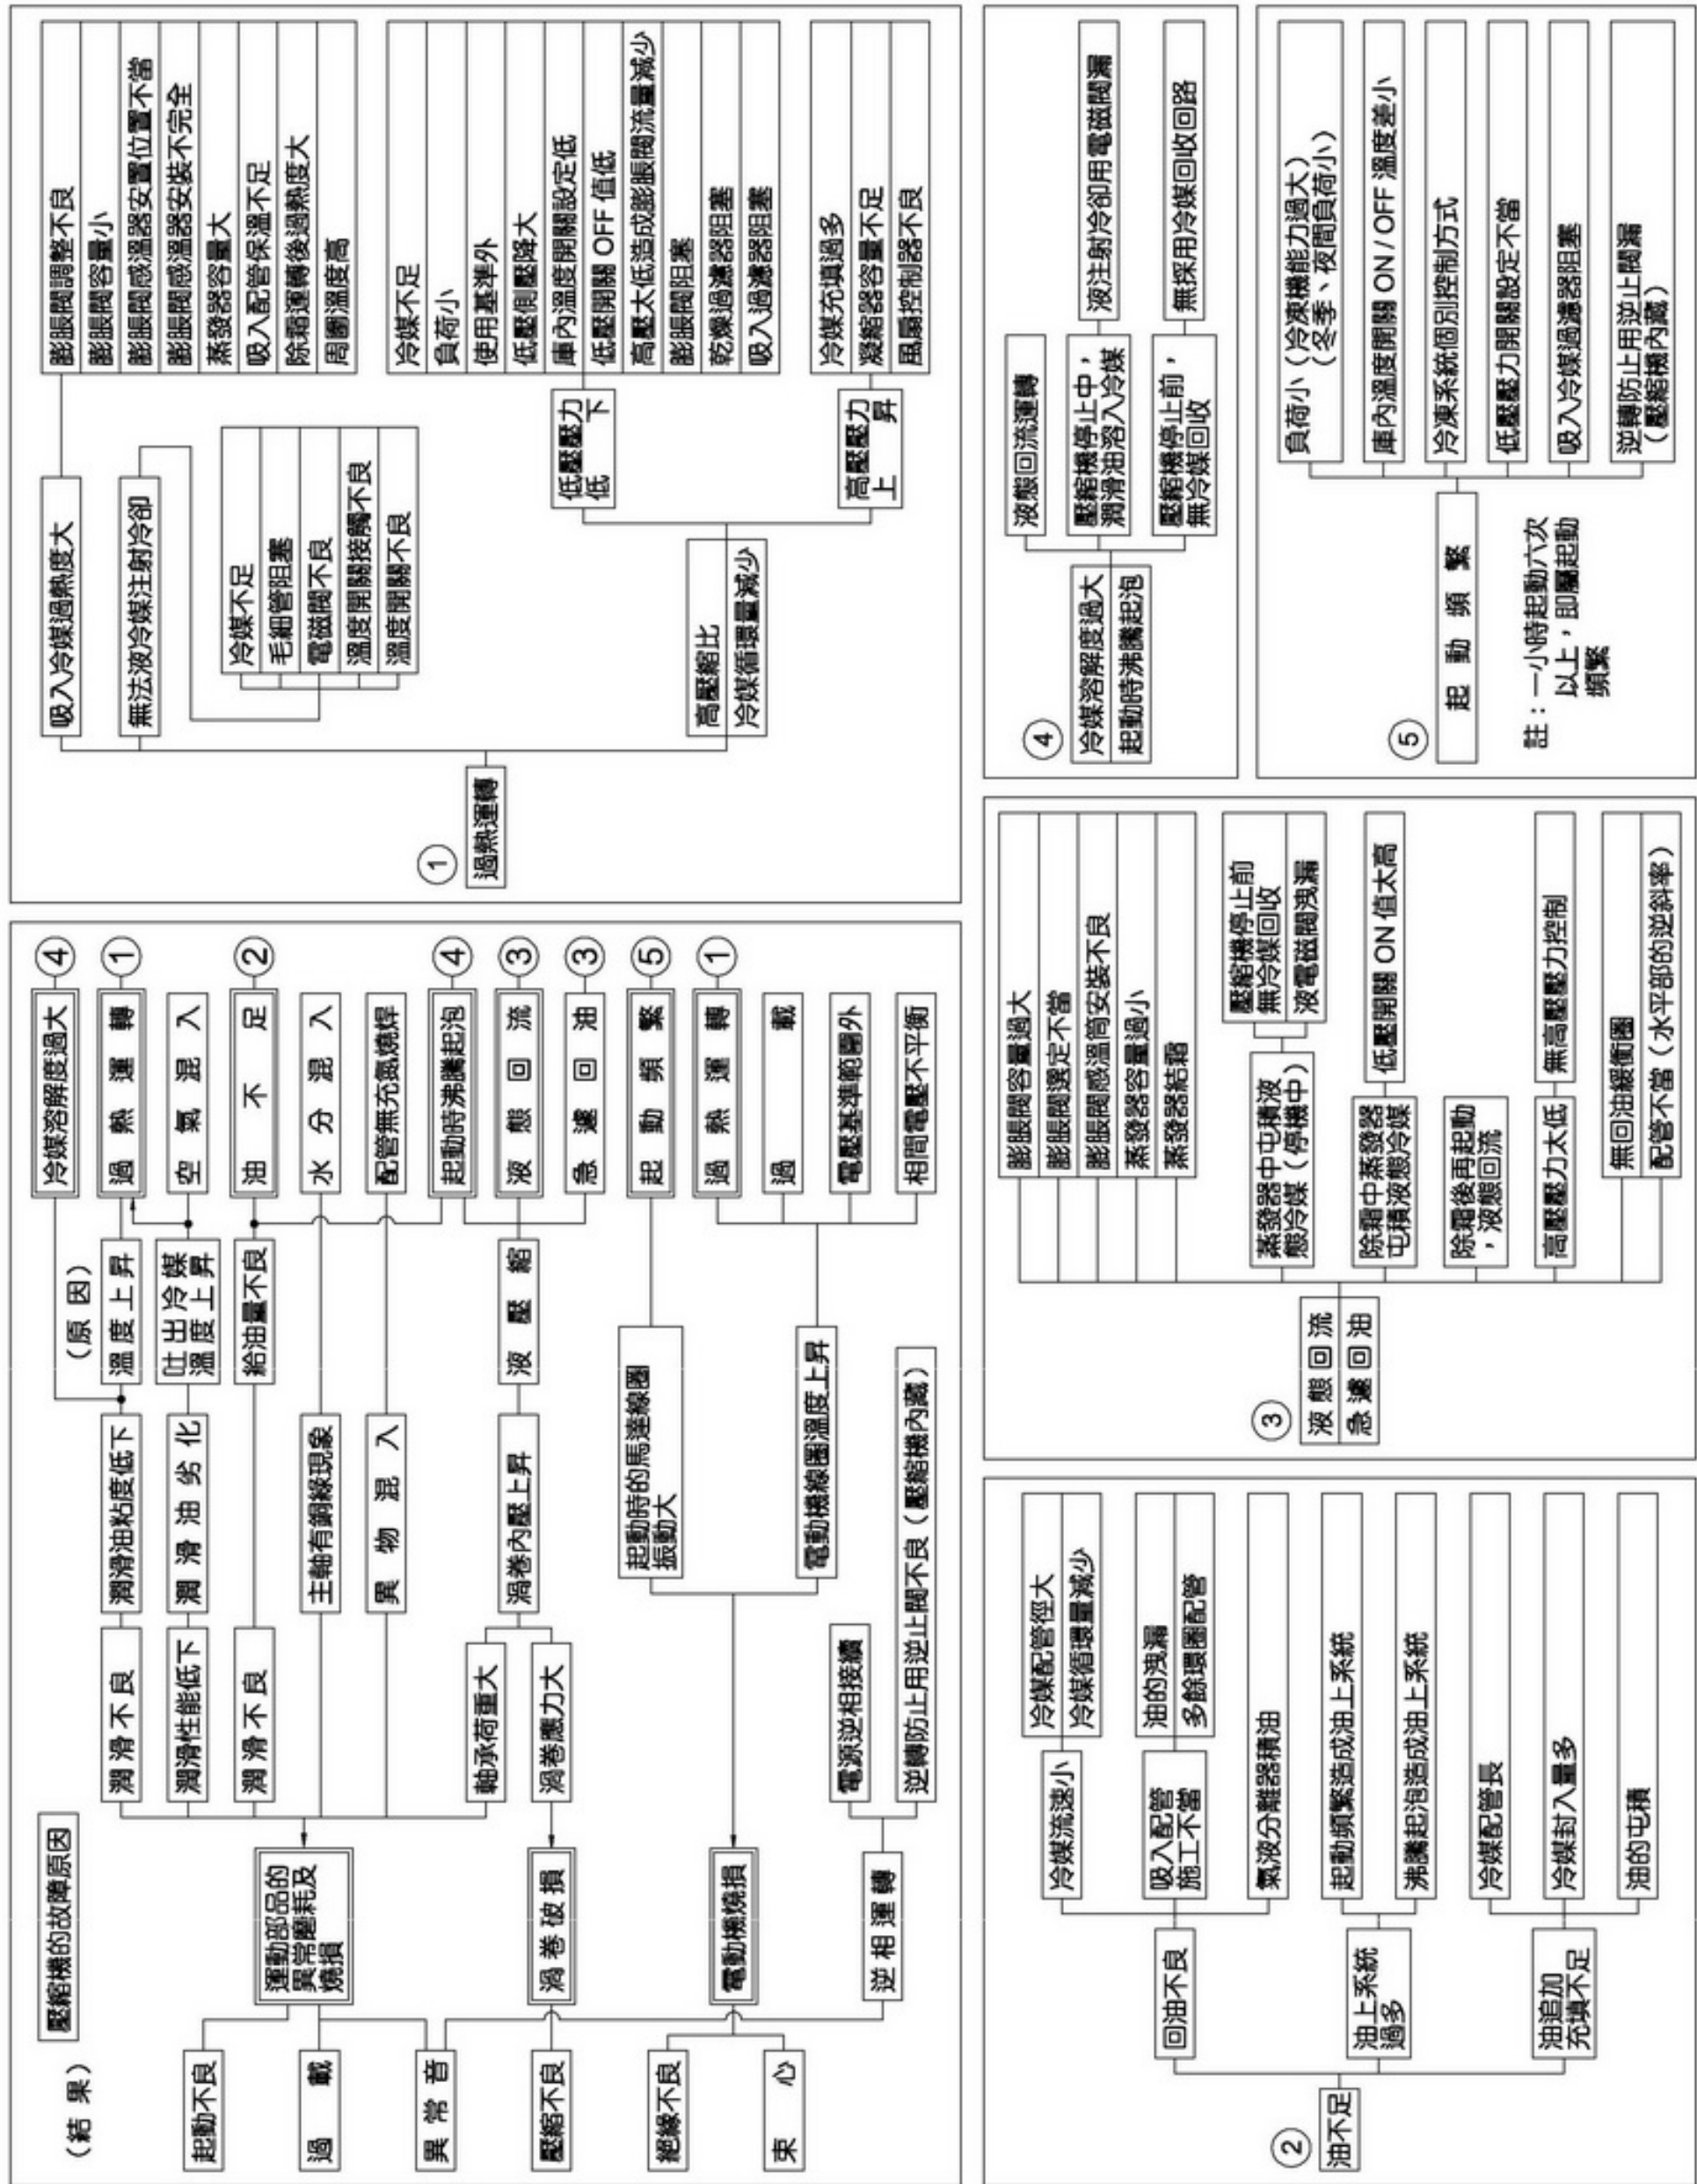 壓縮機的故障原因
（結 果）
（原 因）
起動不良
過 載
異 常 音
壓縮不良
絕緣不良
束 心
運動部品的
異常磨耗及
燒損
渦 卷 破 損
電動機燒損
逆 相 運 轉
潤 滑 不 良
潤滑性能低下
潤 滑 不 良
軸承荷重大
渦卷應力大
電源逆相接續
逆轉防止用逆止閥不良（壓縮機內藏）
潤滑油粘度低下
潤 滑 油 劣 化
主軸有銅綠現象
異 物 混 入
渦卷內壓上昇
起動時的馬達線圈
振動大
電動機線圈溫度上昇
溫 度 上 昇
吐 出 冷 媒
溫 度 上 昇
給油量不良
液 壓 縮
冷媒溶解度過大
④
過 熱 運 轉
①
空 氣 混 入
油 不 足
②
水 分 混 入
配管無充氮燒焊
起動時沸騰起泡
④
液 態 回 流
③
急 遽 回 油
③
起 動 頻 繁
⑤
過 熱 運 轉
①
過 載
電壓基準範圍外
相間電壓不平衡
①
過熱運轉
吸入冷媒過熱度大
膨脹閥調整不良
膨脹閥容量小
膨脹閥感溫器安置位置不當
膨脹閥感溫器安裝不完全
蒸發器容量大
吸入配管保溫不足
除霜運轉後過熱度大
周圍溫度高
無法液冷媒注射冷卻
冷媒不足
毛細管阻塞
電磁閥不良
溫度開關接觸不良
溫度開關不良
高壓縮比
冷媒循環量減少
低壓壓力
低 下
冷媒不足
負荷小
使用基準外
低壓側壓降大
庫內溫度開關設定低
低壓開關 OFF 值低
高壓太低造成膨脹閥流量減少
膨脹閥阻塞
乾燥過濾器阻塞
吸入過濾器阻塞
高壓壓力
上 昇
冷媒充填過多
凝縮器容量不足
風扇控制器不良
②
油不足
回油不良
冷媒流速小
冷媒配管徑大
冷媒循環量減少
吸入配管
施工不當
油的洩漏
多餘環圈配管
氣液分離器積油
油上系統
過多
起動頻繁造成油上系統
沸騰起泡造成油上系統
油追加
充填不足
冷媒配管長
冷媒封入量多
油的屯積
③
液 態 回 流
急 遽 回 油
膨脹閥容量過大
膨脹閥選定不當
膨脹閥感溫筒安裝不良
蒸發器容量過小
蒸發器結霜
蒸發器中屯積液
態冷媒（停機中）
壓縮機停止前
無冷媒回收
液電磁閥洩漏
除霜中蒸發器
屯積液態冷媒
低壓開關 ON 值太高
除霜後再起動
，液態回流
高壓壓力太低
無高壓壓力控制
無回油緩衝圈
配管不當（水平部的逆斜率）
④
冷媒溶解度過大
起動時沸騰起泡
液態回流運轉
壓縮機停止中，
潤滑油溶入冷媒
液注射冷卻用電磁閥漏
壓縮機停止前，
無冷媒回收
無採用冷媒回收回路
⑤
起 動 頻 繁
負荷小（冷凍機能力過大）
（冬季、夜間負荷小）
庫內溫度開關 ON / OFF 溫度差小
冷凍系統個別控制方式
低壓壓力開關設定不當
吸入冷媒過濾器阻塞
逆轉防止用逆止閥漏
（壓縮機內藏）
註：一小時起動六次
以上，即屬起動
頻繁